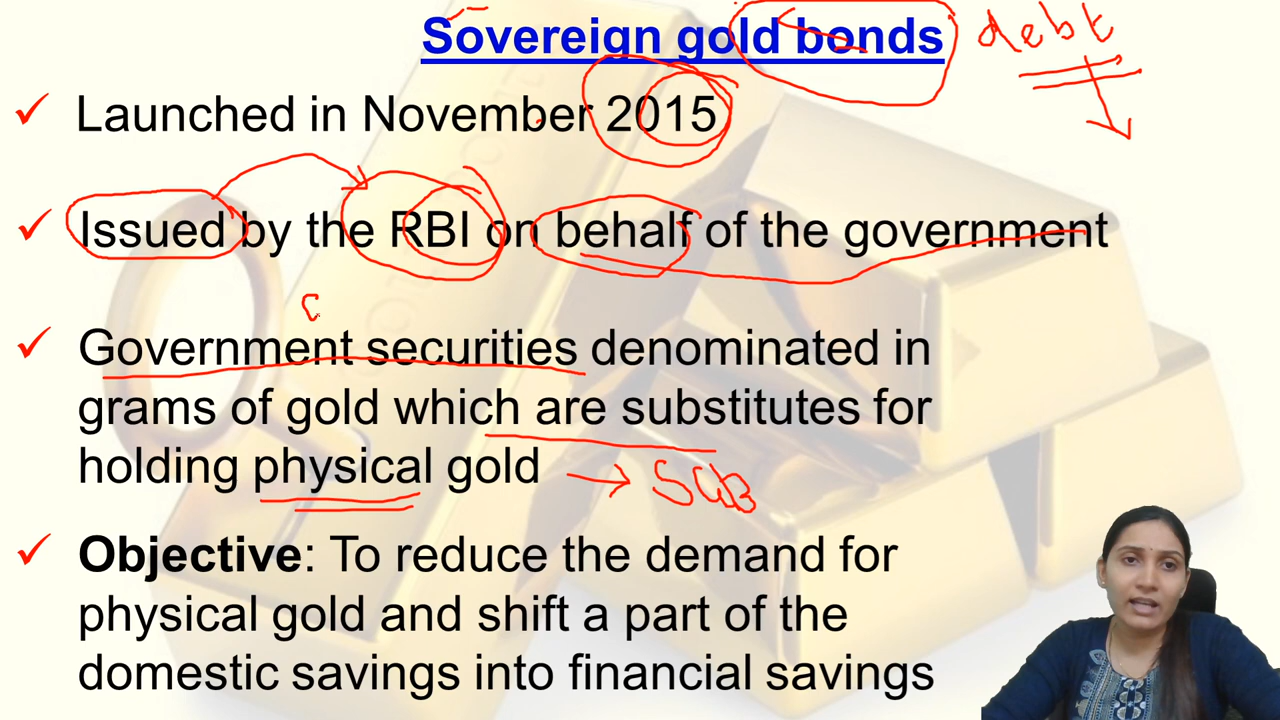 Sovereign gold bonds debt
✓ Launched in November 2015
✓ Issued by the RBI on behalf of the government
✓ Government securities denominated in
grams of gold which are substitutes for
holding physical gold → SGB
✓ Objective: To reduce the demand for
physical gold and shift a part of the
domestic savings into financial savings